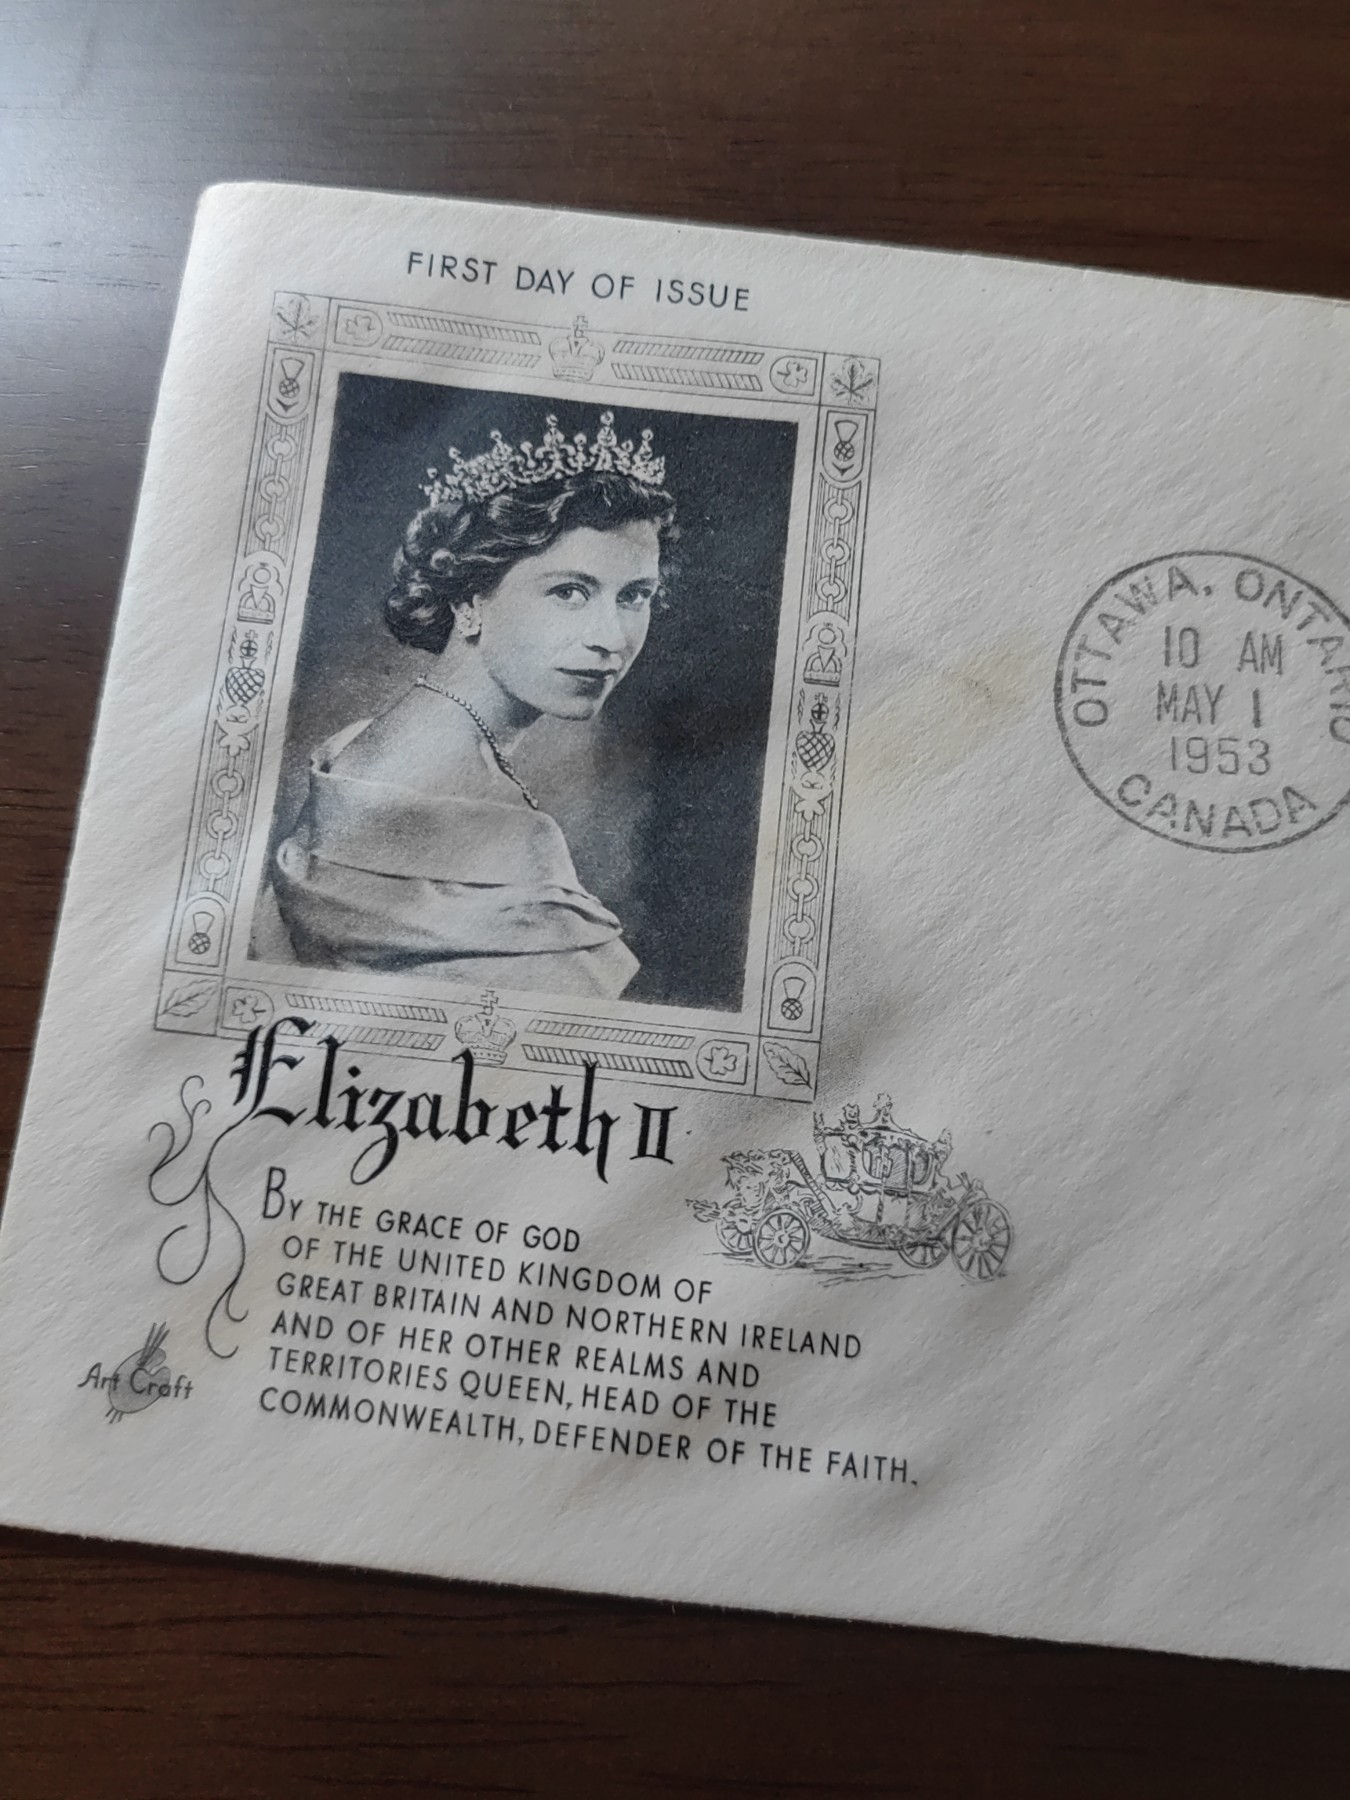 FIRST DAY OF ISSUE
OTTAWA, ONTARIO
10 AM
MAY 1
1953
CANADA
Elizabeth II
BY THE GRACE OF GOD
OF THE UNITED KINGDOM OF
GREAT BRITAIN AND NORTHERN IRELAND
AND OF HER OTHER REALMS AND
TERRITORIES QUEEN, HEAD OF THE
COMMONWEALTH, DEFENDER OF THE FAITH.
Art Craft